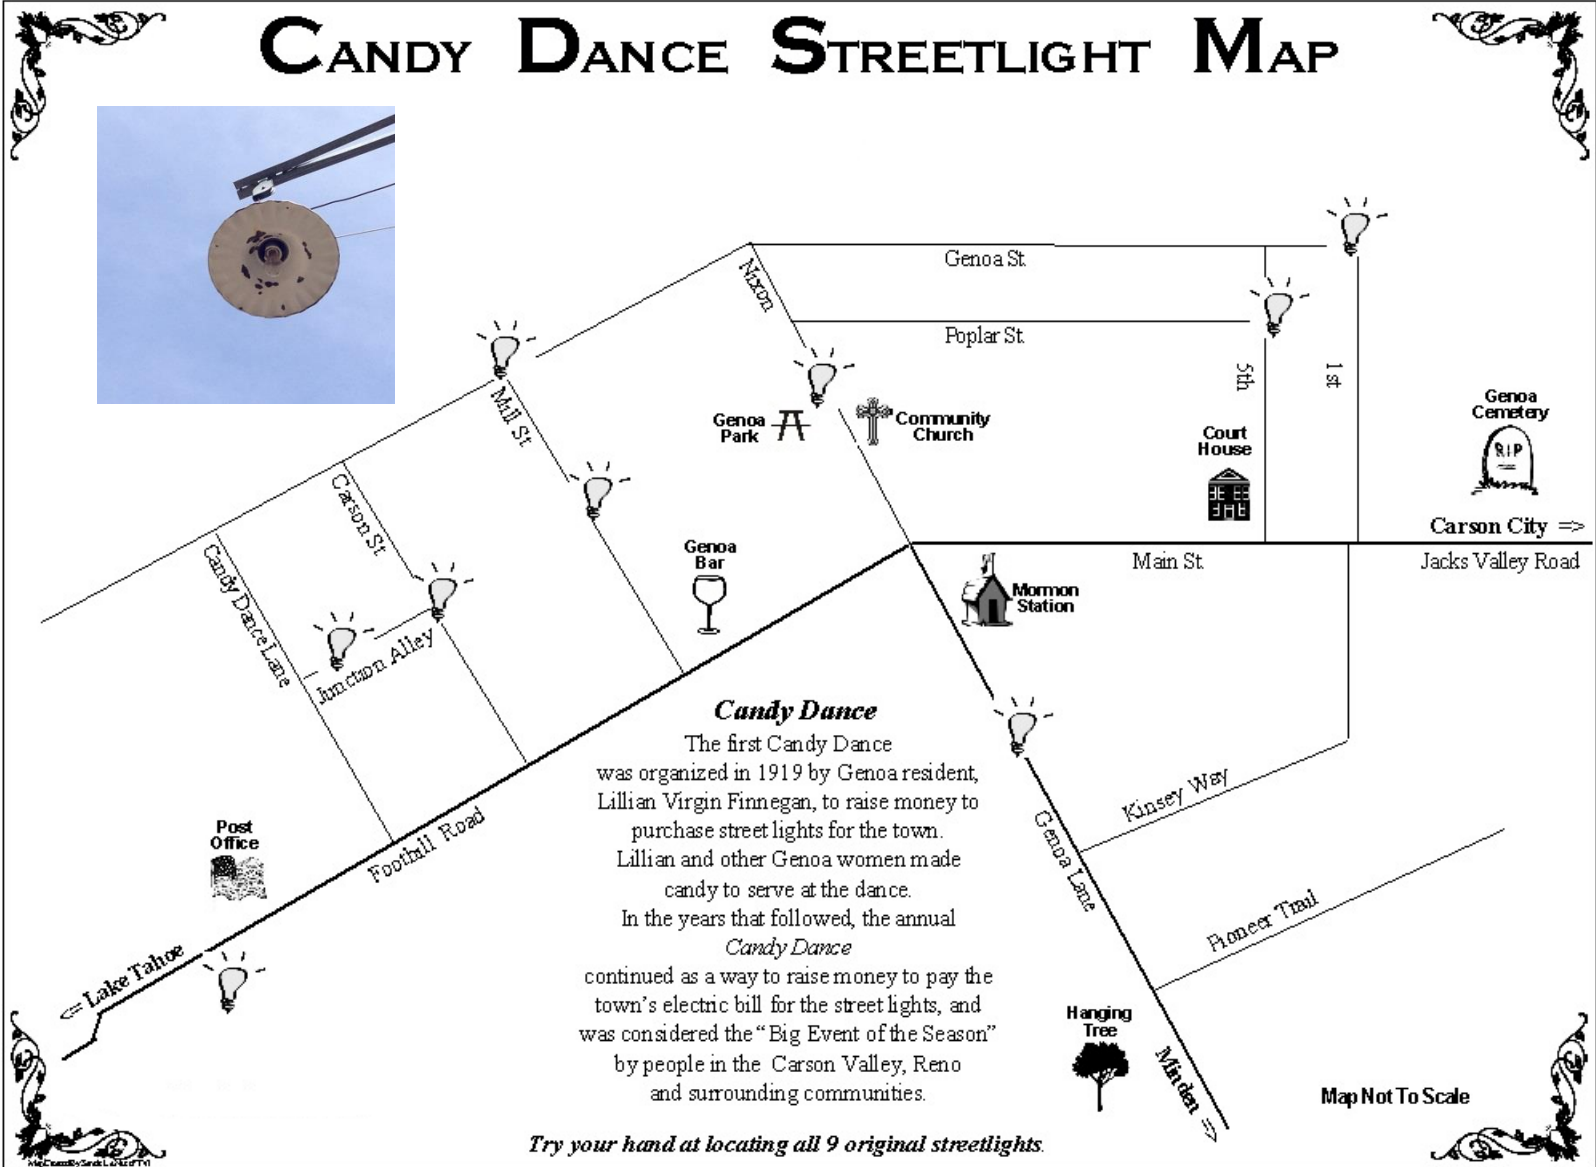 CANDY DANCE STREETLIGHT MAP
Genoa St.
Nixon
Poplar St.
Mill St
5th
1st
Genoa
Park
Community
Church
Genoa
Cemetery
RIP
Court
House
Carson St
Carson City =>
Main St.
Jacks Valley Road
Genoa
Bar
Candy Dance Lane
Mormon
Station
Junction Alley
Candy Dance
The first Candy Dance
was organized in 1919 by Genoa resident,
Lillian Virgin Finnegan, to raise money to
purchase street lights for the town.
Lillian and other Genoa women made
candy to serve at the dance.
In the years that followed, the annual
Candy Dance
continued as a way to raise money to pay the
town's electric bill for the street lights, and
was considered the "Big Event of the Season"
by people in the Carson Valley, Reno
and surrounding communities.
Kinsey Way
Genoa Lane
Post
Office
Foothill Road
Pioneer Trail
<= Lake Tahoe
Hanging
Tree
Minden =>
Map Not To Scale
Try your hand at locating all 9 original streetlights.